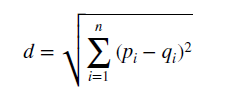 d = √(∑_{i=1}^{n} (p_i − q_i)²)